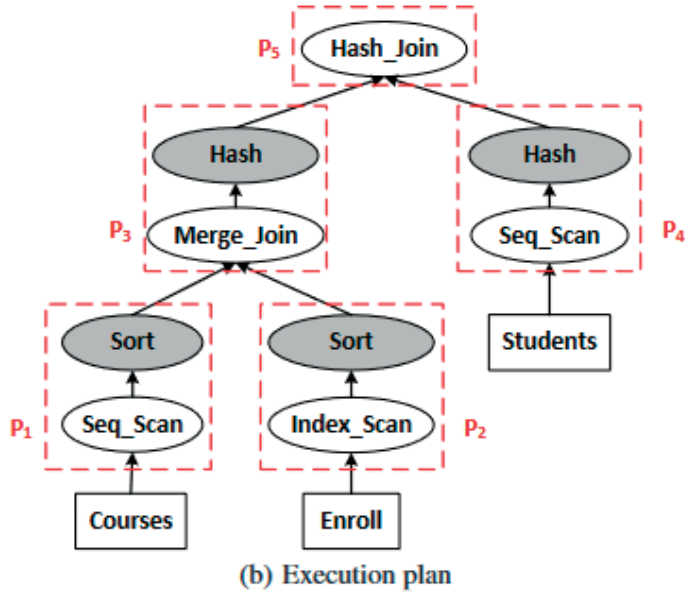 P5 Hash_Join
Hash Hash
P3 Merge_Join Seq_Scan P4
Sort Sort Students
P1 Seq_Scan Index_Scan P2
Courses Enroll
(b) Execution plan